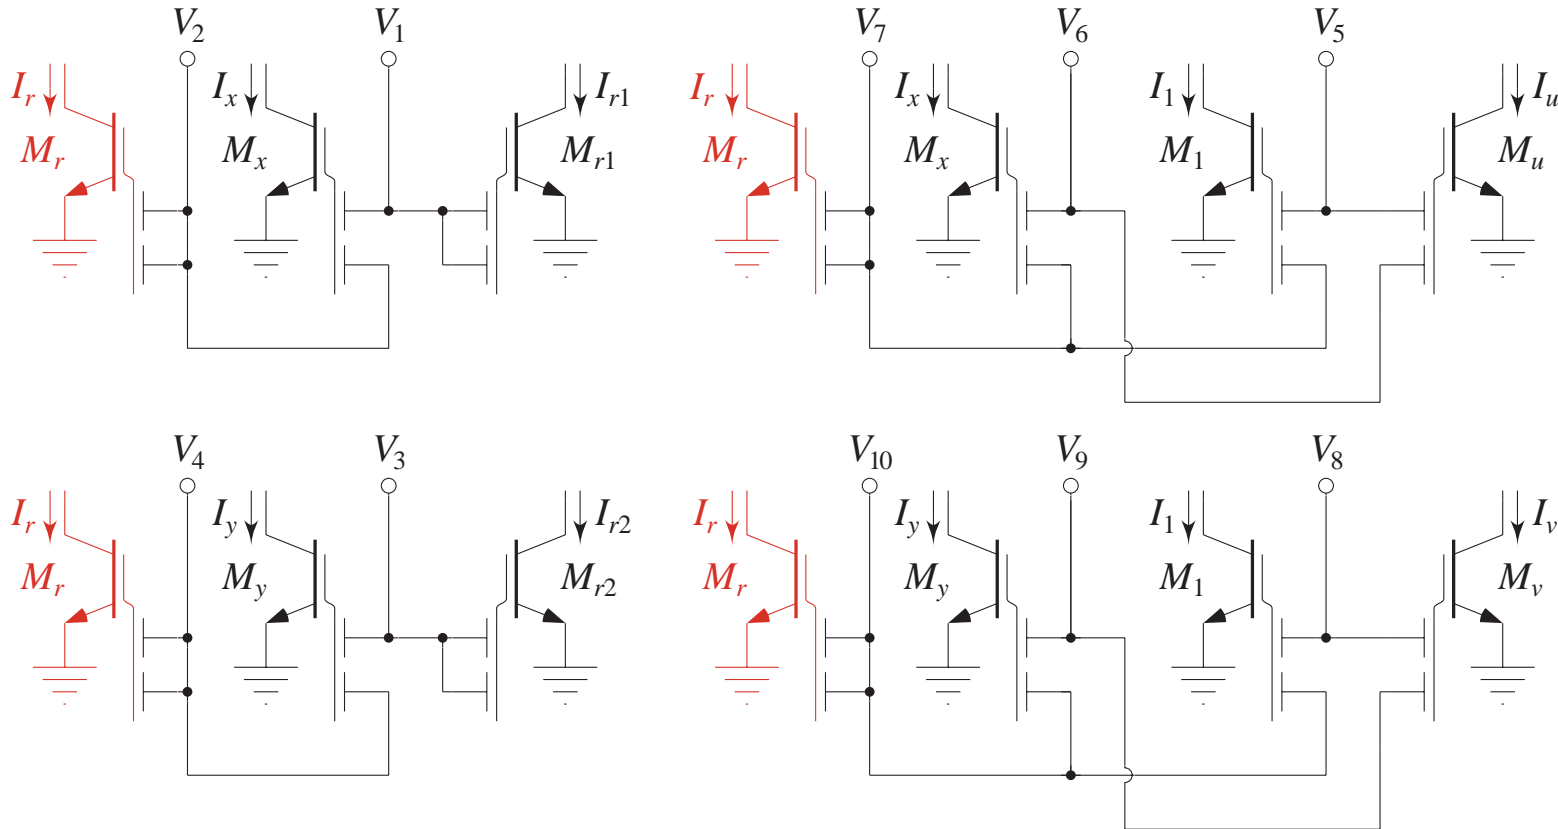 V2 V1 V7 V6 V5
Ir Ix Ir1 Ir Ix I1 Iu
Mr Mx Mr1 Mr Mx M1 Mu
V4 V3 V10 V9 V8
Ir Iy Ir2 Ir Iy I1 Iv
Mr My Mr2 Mr My M1 Mv